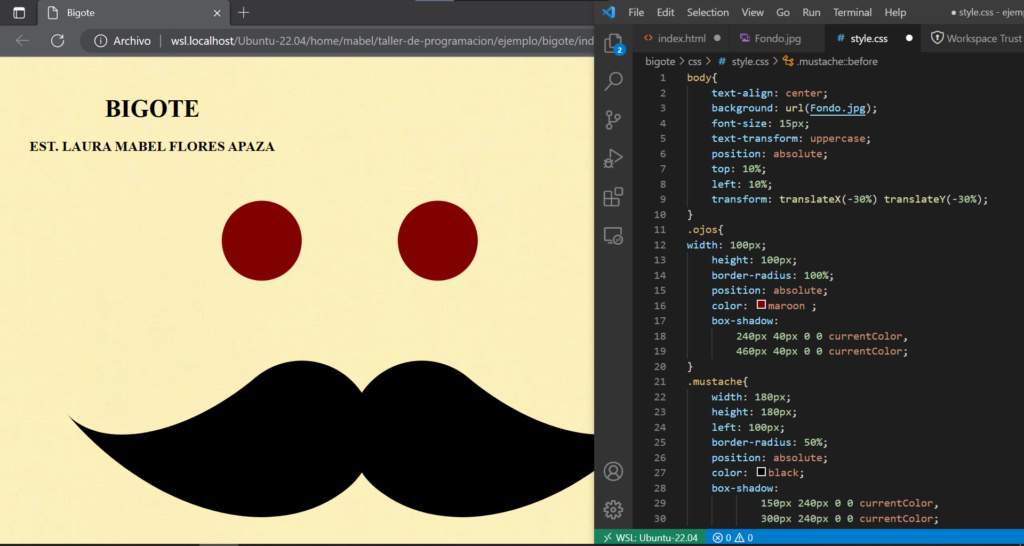 Bigote
Archivo wsl.localhost/Ubuntu-22.04/home/mabel/taller-de-programacion/ejemplo/bigote/ind
BIGOTE
EST. LAURA MABEL FLORES APAZA
File Edit Selection View Go Run Terminal Help style.css - ejemp
index.html Fondo.jpg # style.css Workspace Trust
bigote > css > # style.css > .mustache::before
2
1 body{
2 text-align: center;
3 background: url(Fondo.jpg);
4 font-size: 15px;
5 text-transform: uppercase;
6 position: absolute;
7 top: 10%;
8 left: 10%;
9 transform: translateX(-30%) translateY(-30%);
10 }
11 .ojos{
12 width: 100px;
13 height: 100px;
14 border-radius: 100%;
15 position: absolute;
16 color: maroon ;
17 box-shadow:
18 240px 40px 0 0 currentColor,
19 460px 40px 0 0 currentColor;
20 }
21 .mustache{
22 width: 180px;
23 height: 180px;
24 left: 100px;
25 border-radius: 50%;
26 position: absolute;
27 color: black;
28 box-shadow:
29 150px 240px 0 0 currentColor,
30 300px 240px 0 0 currentColor;
WSL: Ubuntu-22.04 0 0